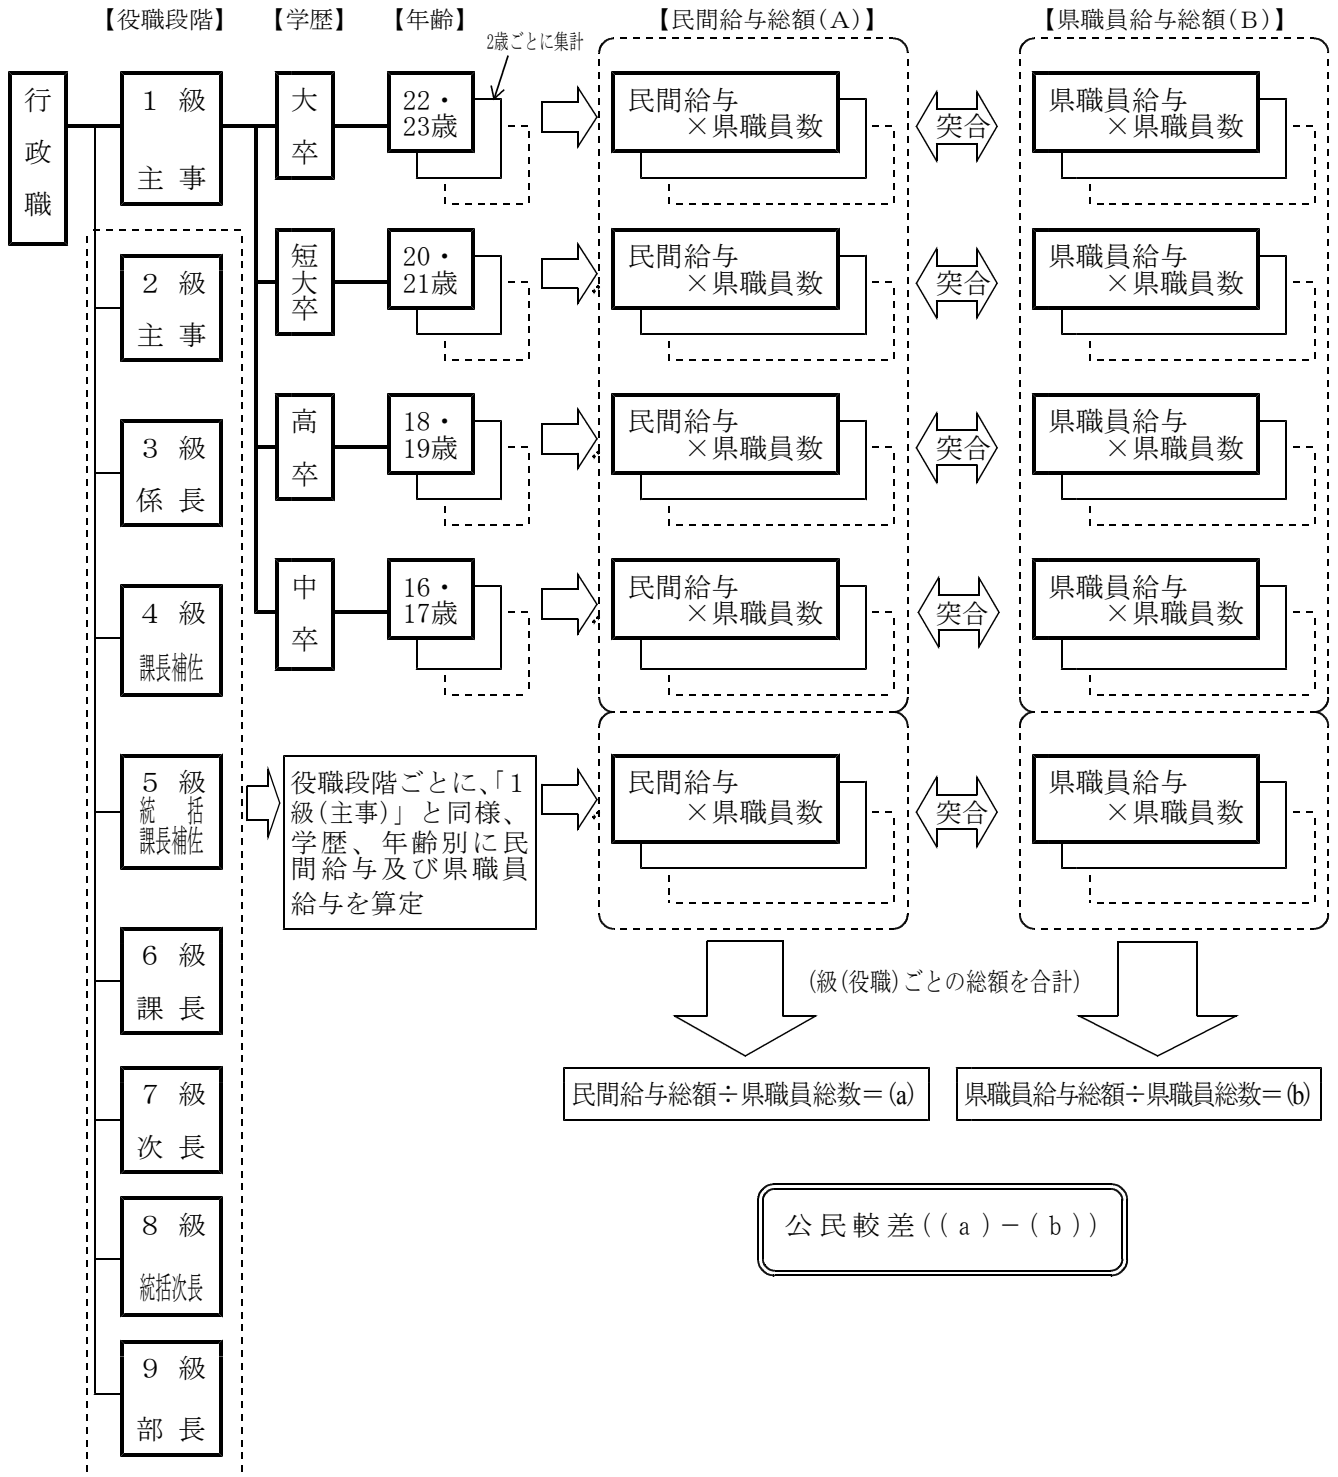 【役職段階】 【学歴】 【年齢】 【民間給与総額(A)】 【県職員給与総額(B)】
2歳ごとに集計
行政職
1 級
主 事
大卒
22・
23歳
民間給与
×県職員数
突合
県職員給与
×県職員数
短大卒
20・
21歳
民間給与
×県職員数
突合
県職員給与
×県職員数
2 級
主 事
高卒
18・
19歳
民間給与
×県職員数
突合
県職員給与
×県職員数
3 級
係 長
中卒
16・
17歳
民間給与
×県職員数
突合
県職員給与
×県職員数
4 級
課長補佐
5 級
統 括
課長補佐
役職段階ごとに、「1
級(主事)」と同様、
学歴、年齢別に民
間給与及び県職員
給与を算定
民間給与
×県職員数
突合
県職員給与
×県職員数
6 級
課 長
(級(役職)ごとの総額を合計)
7 級
次 長
民間給与総額÷県職員総数=(a)
県職員給与総額÷県職員総数=(b)
8 級
統括次長
公民較差((a)-(b))
9 級
部 長